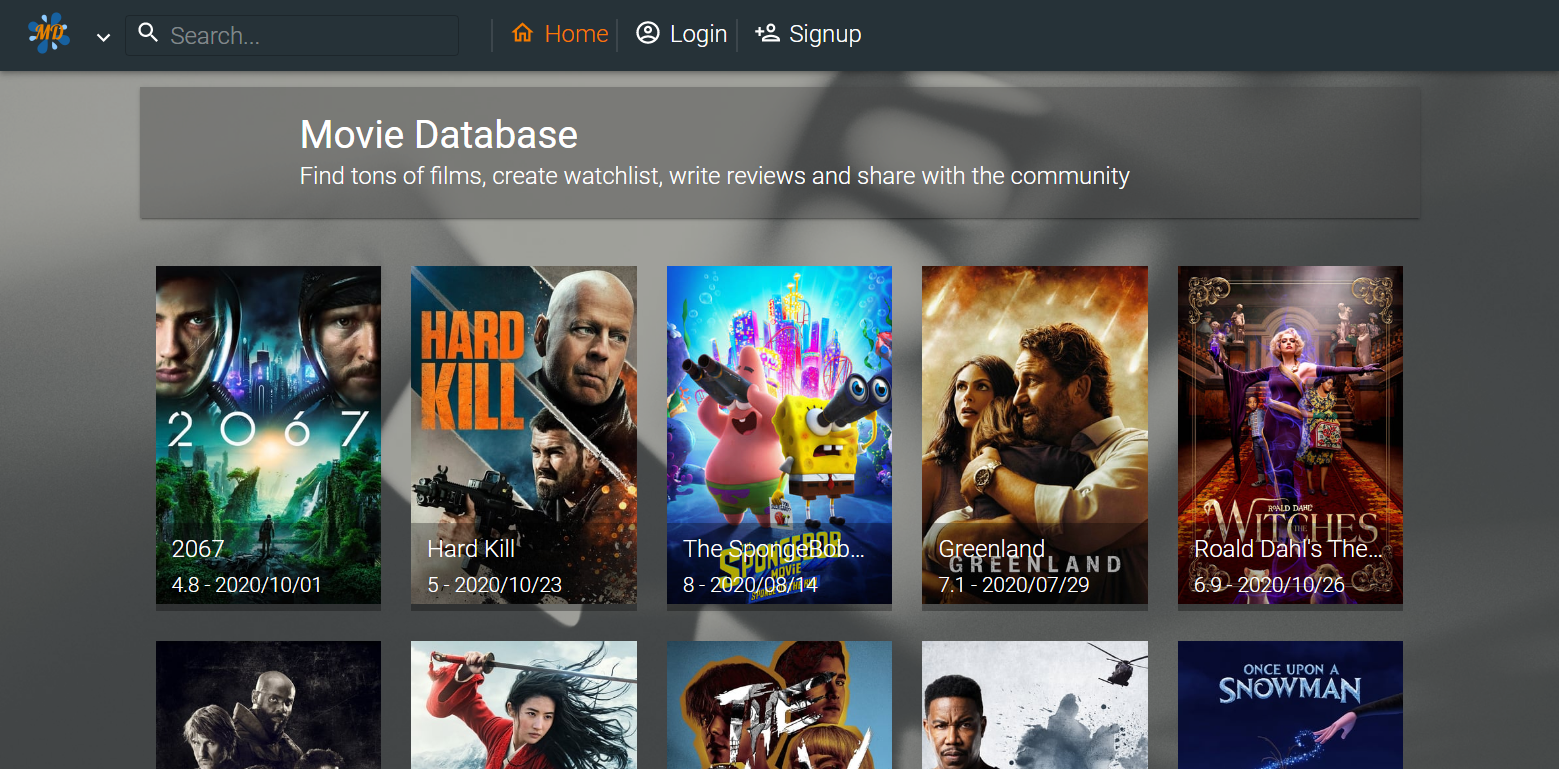 MD
Search...
Home
Login
Signup
Movie Database
Find tons of films, create watchlist, write reviews and share with the community
2067
2067
4.8 - 2020/10/01
HARD
KILL
Hard Kill
5 - 2020/10/23
The SpongeBob...
SPONGEBOB
MOVIE
8 - 2020/08/14
Greenland
GREENLAND
7.1 - 2020/07/29
ROALD DAHL'S
THE
WITCHES
Roald Dahl's The...
6.9 - 2020/10/26
THE
ONCE UPON A
SNOWMAN